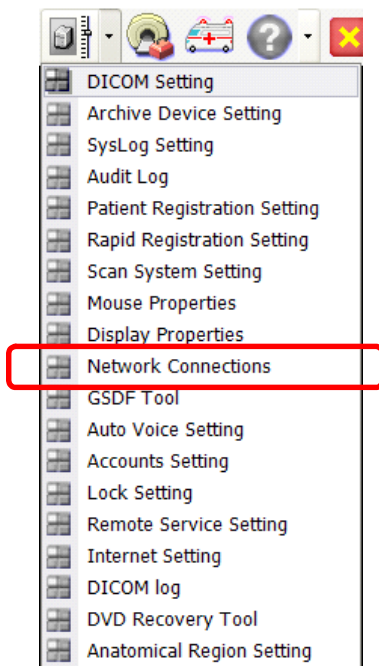 DICOM Setting
Archive Device Setting
SysLog Setting
Audit Log
Patient Registration Setting
Rapid Registration Setting
Scan System Setting
Mouse Properties
Display Properties
Network Connections
GSDF Tool
Auto Voice Setting
Accounts Setting
Lock Setting
Remote Service Setting
Internet Setting
DICOM log
DVD Recovery Tool
Anatomical Region Setting